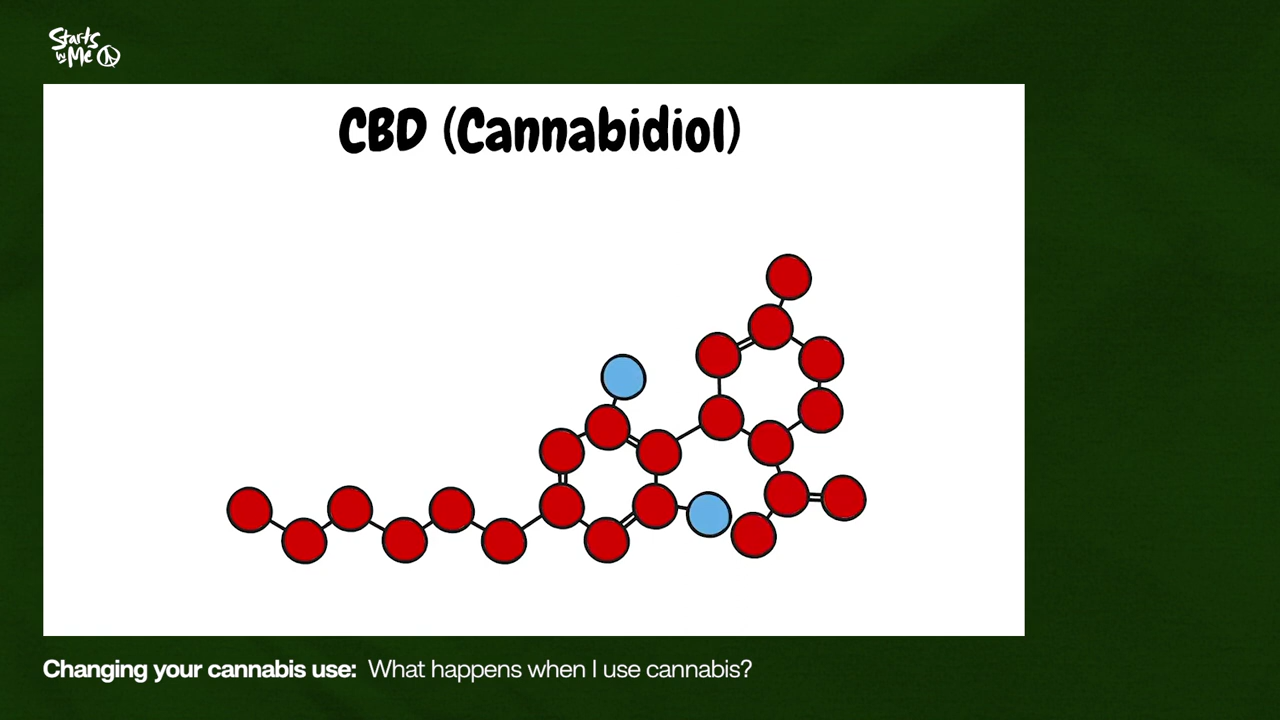 Starts
w/ Me
CBD (Cannabidiol)
Changing your cannabis use: What happens when I use cannabis?